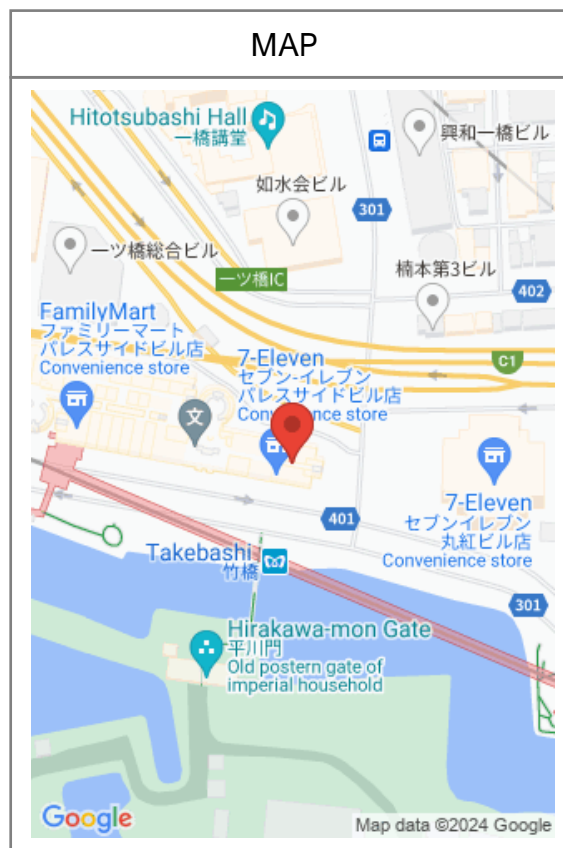 MAP
Hitotsubashi Hall
一橋講堂
興和一橋ビル
如水会ビル
301
一ツ橋総合ビル
一ツ橋IC
楠本第3ビル
402
FamilyMart
ファミリーマート
パレスサイドビル店
Convenience store
7-Eleven
セブン-イレブン
パレスサイドビル店
C1
文
7-Eleven
セブンイレブン
丸紅ビル店
Convenience store
401
Takebashi
竹橋
301
Hirakawa-mon Gate
平川門
Old postern gate of
imperial household
Google
Map data ©2024 Google